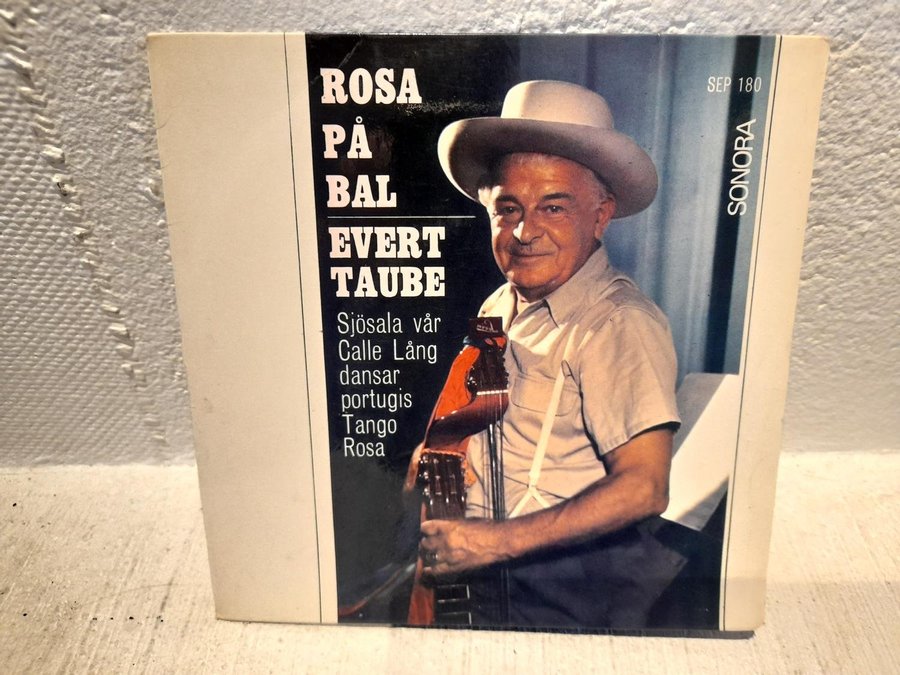 ROSA
PÅ
BAL
EVERT
TAUBE
Sjösala vår
Calle Lång
dansar
portugis
Tango
Rosa
SEP 180
SONORA